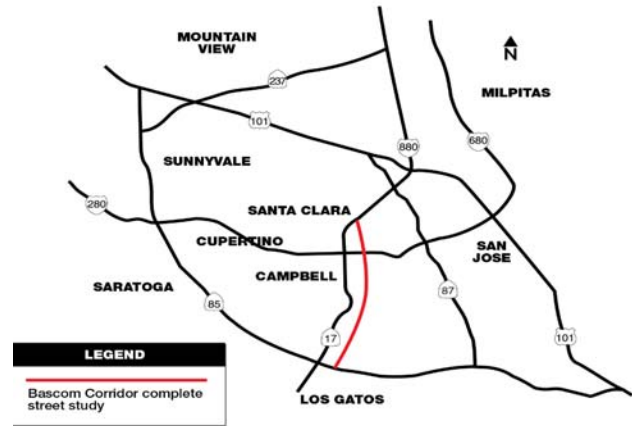 MOUNTAIN
VIEW
N
237
MILPITAS
101
880
680
SUNNYVALE
280
SANTA CLARA
CUPERTINO
SAN
JOSE
CAMPBELL
SARATOGA
85
87
17
101
LEGEND
Bascom Corridor complete
street study
LOS GATOS